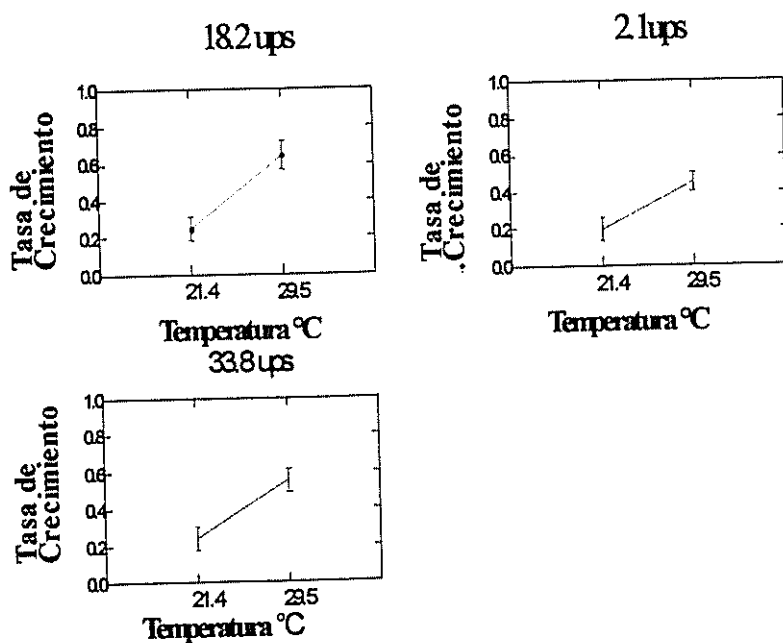 18.2 ups
Tasa de
Crecimiento
1.0
0.8
0.6
0.4
0.2
0.0
21.4 29.5
Temperatura °C
2.1 ups
Tasa de
Crecimiento
1.0
0.8
0.6
0.4
0.2
0.0
21.4 29.5
Temperatura °C
33.8 ups
Tasa de
Crecimiento
1.0
0.8
0.6
0.4
0.2
0.0
21.4 29.5
Temperatura °C